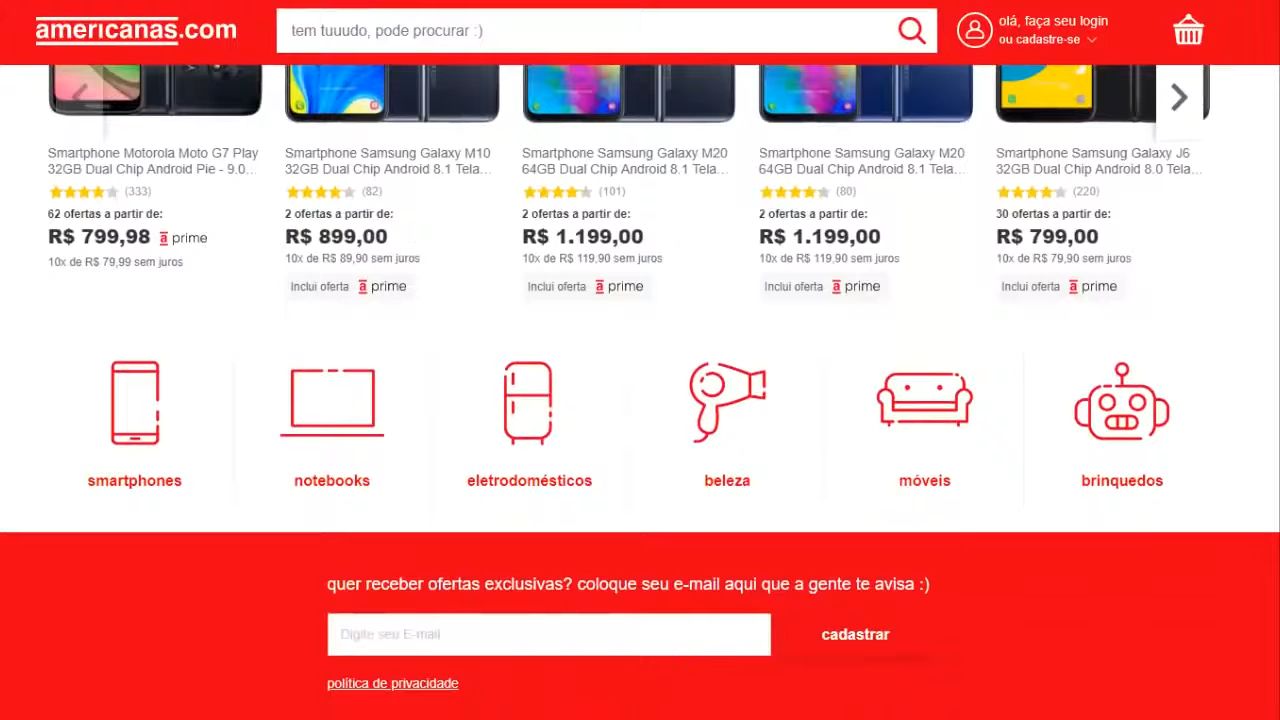 americanas.com
tem tuuudo, pode procurar :)
olá, faça seu login
ou cadastre-se
Smartphone Motorola Moto G7 Play
32GB Dual Chip Android Pie - 9.0...
(333)
62 ofertas a partir de:
R$ 799,98 a prime
10x de R$ 79,99 sem juros
Smartphone Samsung Galaxy M10
32GB Dual Chip Android 8.1 Tela...
(82)
2 ofertas a partir de:
R$ 899,00
10x de R$ 89,90 sem juros
Inclui oferta a prime
Smartphone Samsung Galaxy M20
64GB Dual Chip Android 8.1 Tela...
(101)
2 ofertas a partir de:
R$ 1.199,00
10x de R$ 119,90 sem juros
Inclui oferta a prime
Smartphone Samsung Galaxy M20
64GB Dual Chip Android 8.1 Tela...
(80)
2 ofertas a partir de:
R$ 1.199,00
10x de R$ 119,90 sem juros
Inclui oferta a prime
Smartphone Samsung Galaxy J6
32GB Dual Chip Android 8.0 Tela...
(220)
30 ofertas a partir de:
R$ 799,00
10x de R$ 79,90 sem juros
Inclui oferta a prime
smartphones
notebooks
eletrodomésticos
beleza
móveis
brinquedos
quer receber ofertas exclusivas? coloque seu e-mail aqui que a gente te avisa :)
Digite seu E-mail
cadastrar
política de privacidade